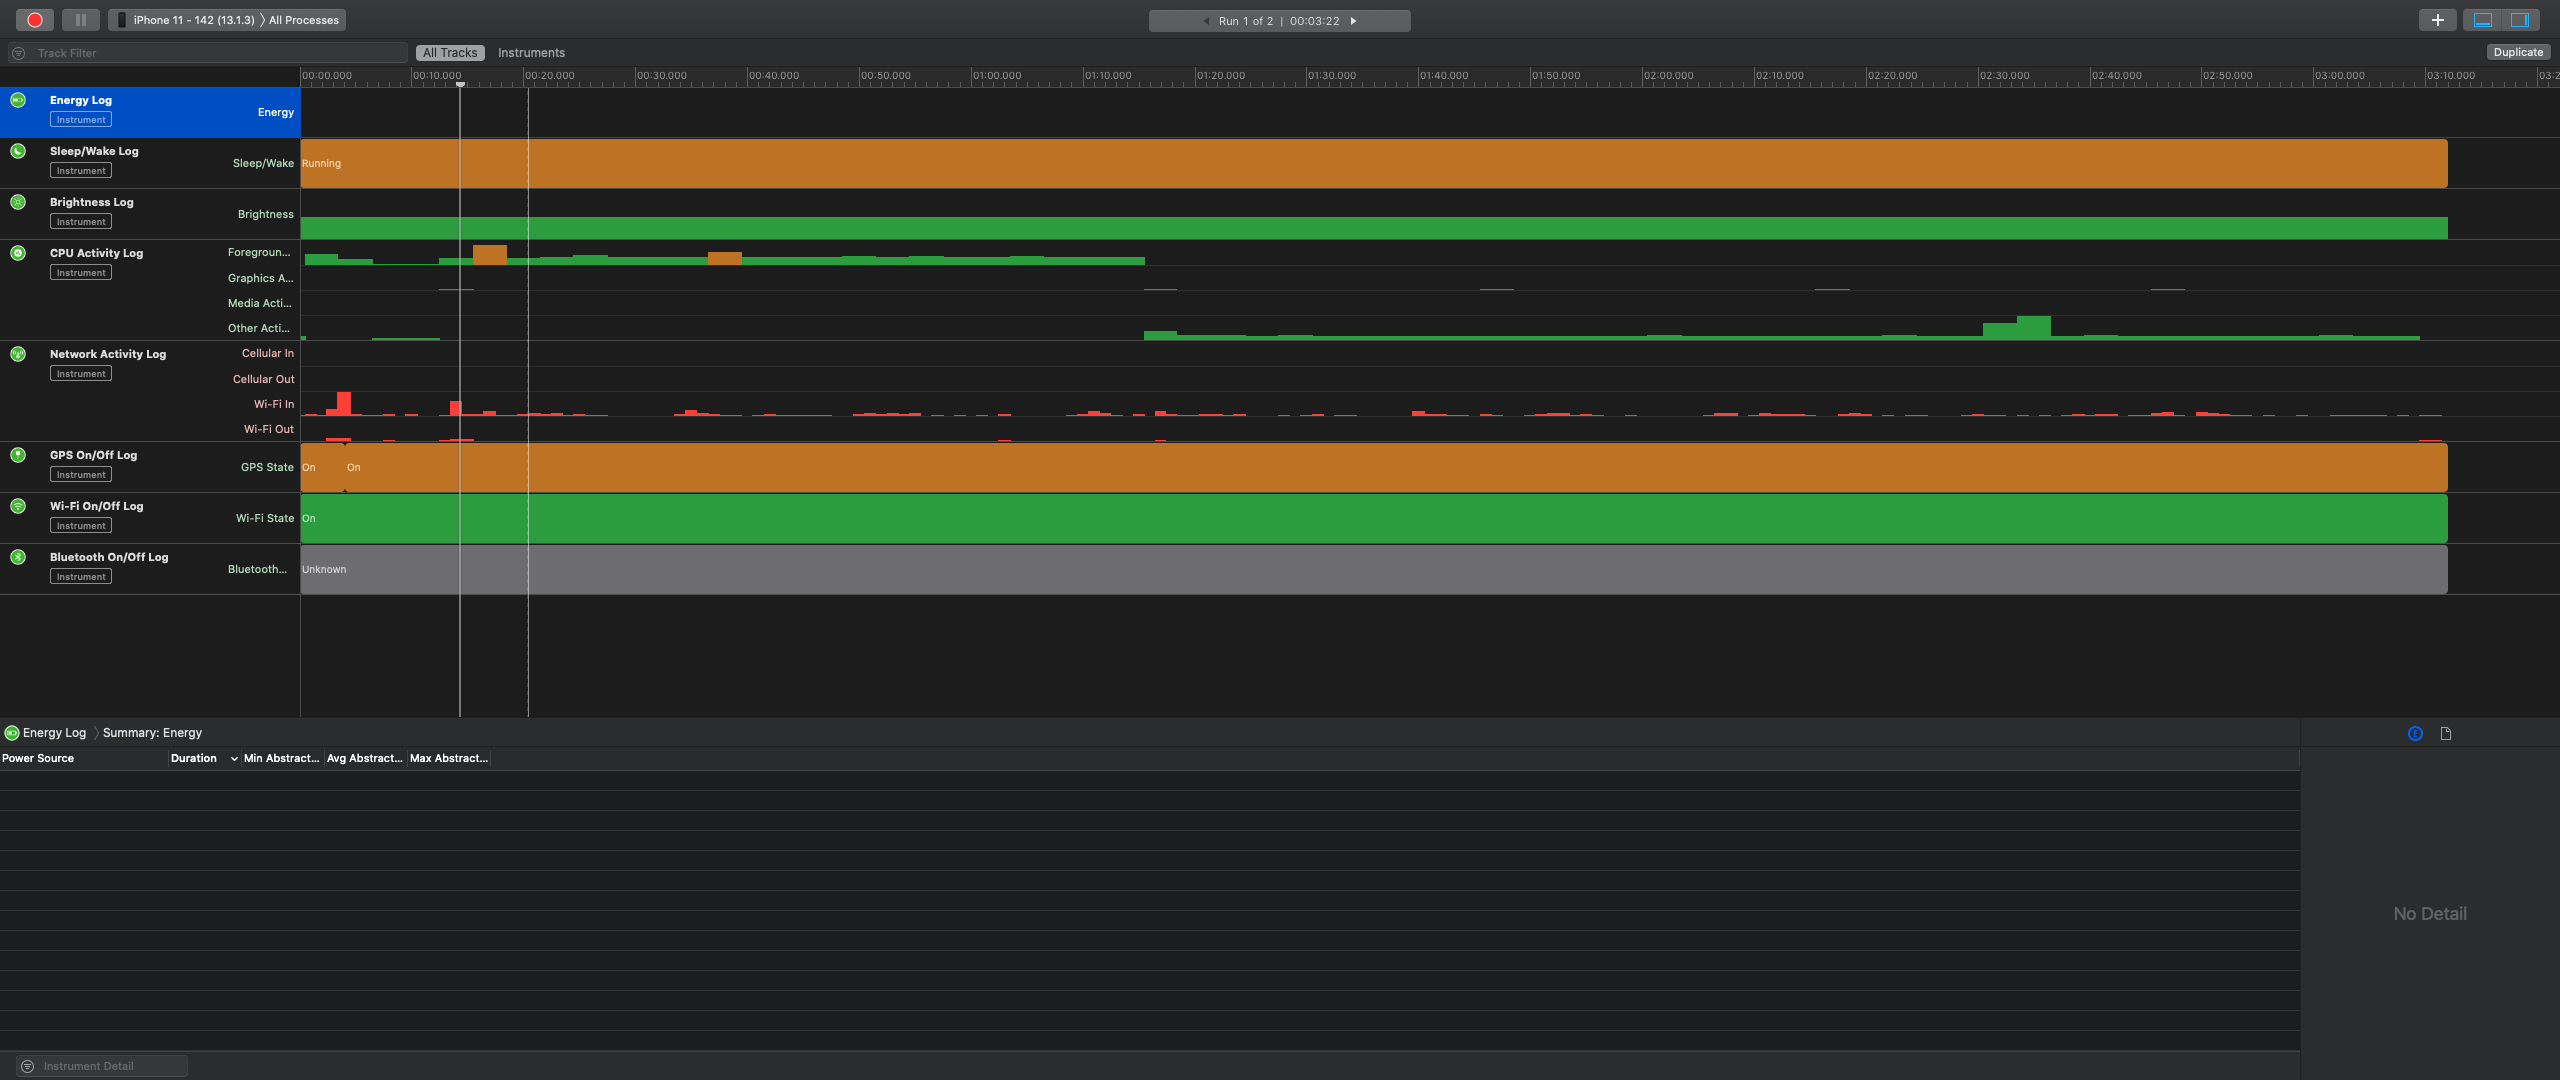 iPhone 11 - 142 (13.1.3) 〉All Processes
Run 1 of 2 | 00:03:22
Track Filter
All Tracks Instruments
Duplicate
00:00.000 00:10.000 00:20.000 00:30.000 00:40.000 00:50.000 01:00.000 01:10.000 01:20.000 01:30.000 01:40.000 01:50.000 02:00.000 02:10.000 02:20.000 02:30.000 02:40.000 02:50.000 03:00.000 03:10.000 03:2
Energy Log
Instrument
Energy
Sleep/Wake Log
Instrument
Sleep/Wake
Running
Brightness Log
Instrument
Brightness
CPU Activity Log
Instrument
Foregroun...
Graphics A...
Media Acti...
Other Acti...
Network Activity Log
Instrument
Cellular In
Cellular Out
Wi-Fi In
Wi-Fi Out
GPS On/Off Log
Instrument
GPS State
On On
Wi-Fi On/Off Log
Instrument
Wi-Fi State
On
Bluetooth On/Off Log
Instrument
Bluetooth...
Unknown
Energy Log 〉Summary: Energy
Power Source Duration Min Abstract... Avg Abstract... Max Abstract...
No Detail
Instrument Detail